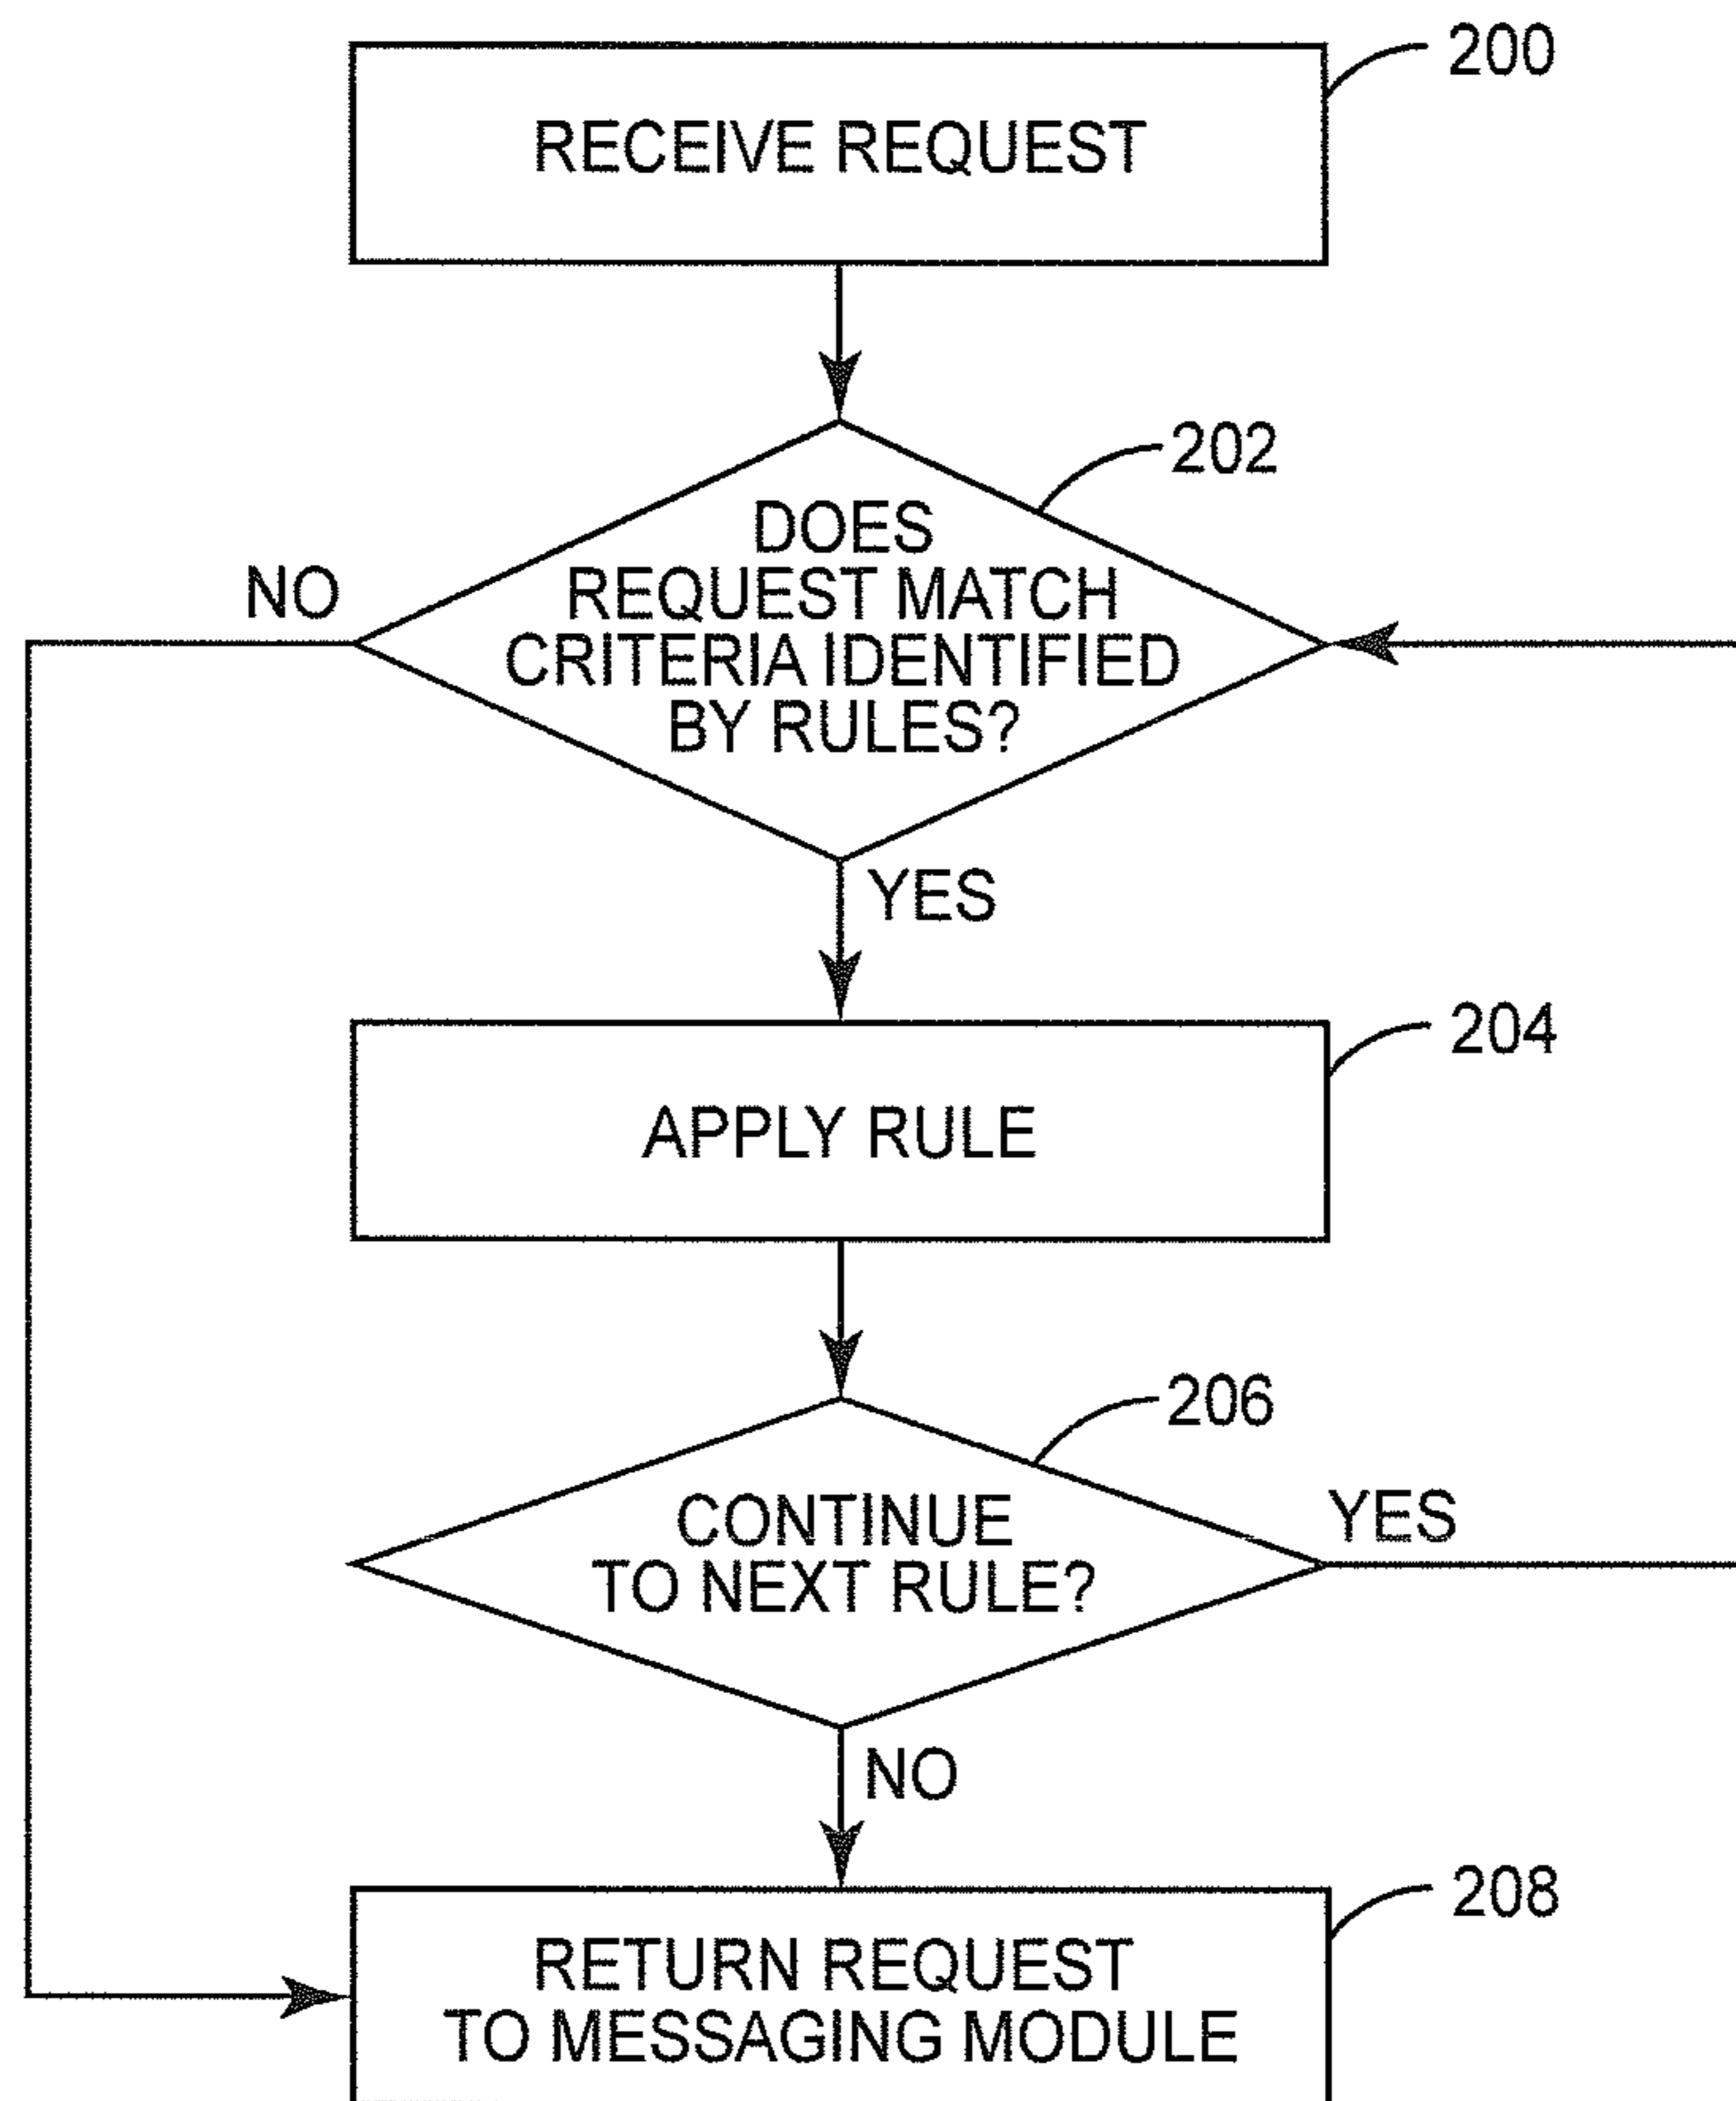 200
RECEIVE REQUEST
202
DOES
REQUEST MATCH
CRITERIA IDENTIFIED
BY RULES?
NO
YES
204
APPLY RULE
206
CONTINUE
TO NEXT RULE?
YES
NO
208
RETURN REQUEST
TO MESSAGING MODULE